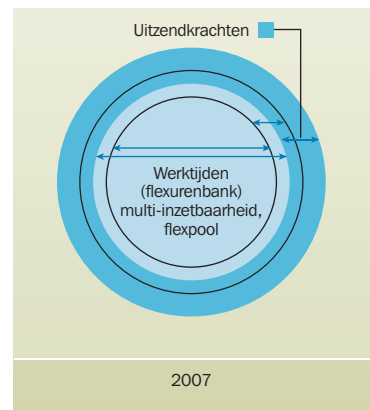 Uitzendkrachten
Werktijden
(flexurenbank)
multi-inzetbaarheid,
flexpool
2007